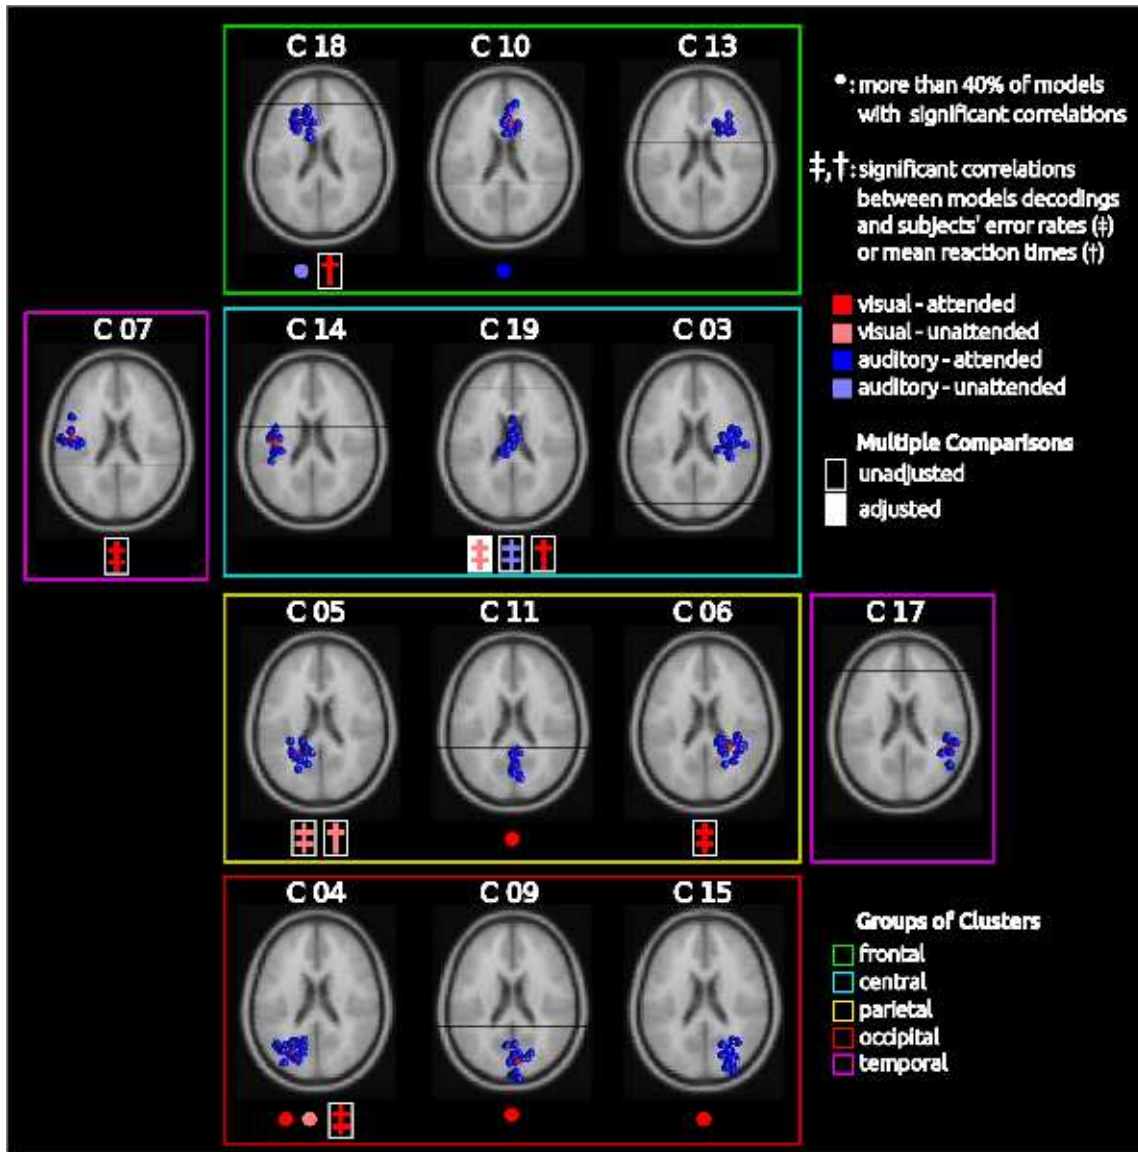 C 18 C 10 C 13
•: more than 40% of models
with significant correlations
‡,†: significant correlations
between models decodings
and subjects' error rates (‡)
or mean reaction times (†)
†
visual - attended
visual - unattended
auditory - attended
auditory - unattended
Multiple Comparisons
unadjusted
adjusted
C 07 C 14 C 19 C 03
‡ ‡ ‡ †
C 05 C 11 C 06 C 17
‡ † ‡
C 04 C 09 C 15
‡
Groups of Clusters
frontal
central
parietal
occipital
temporal